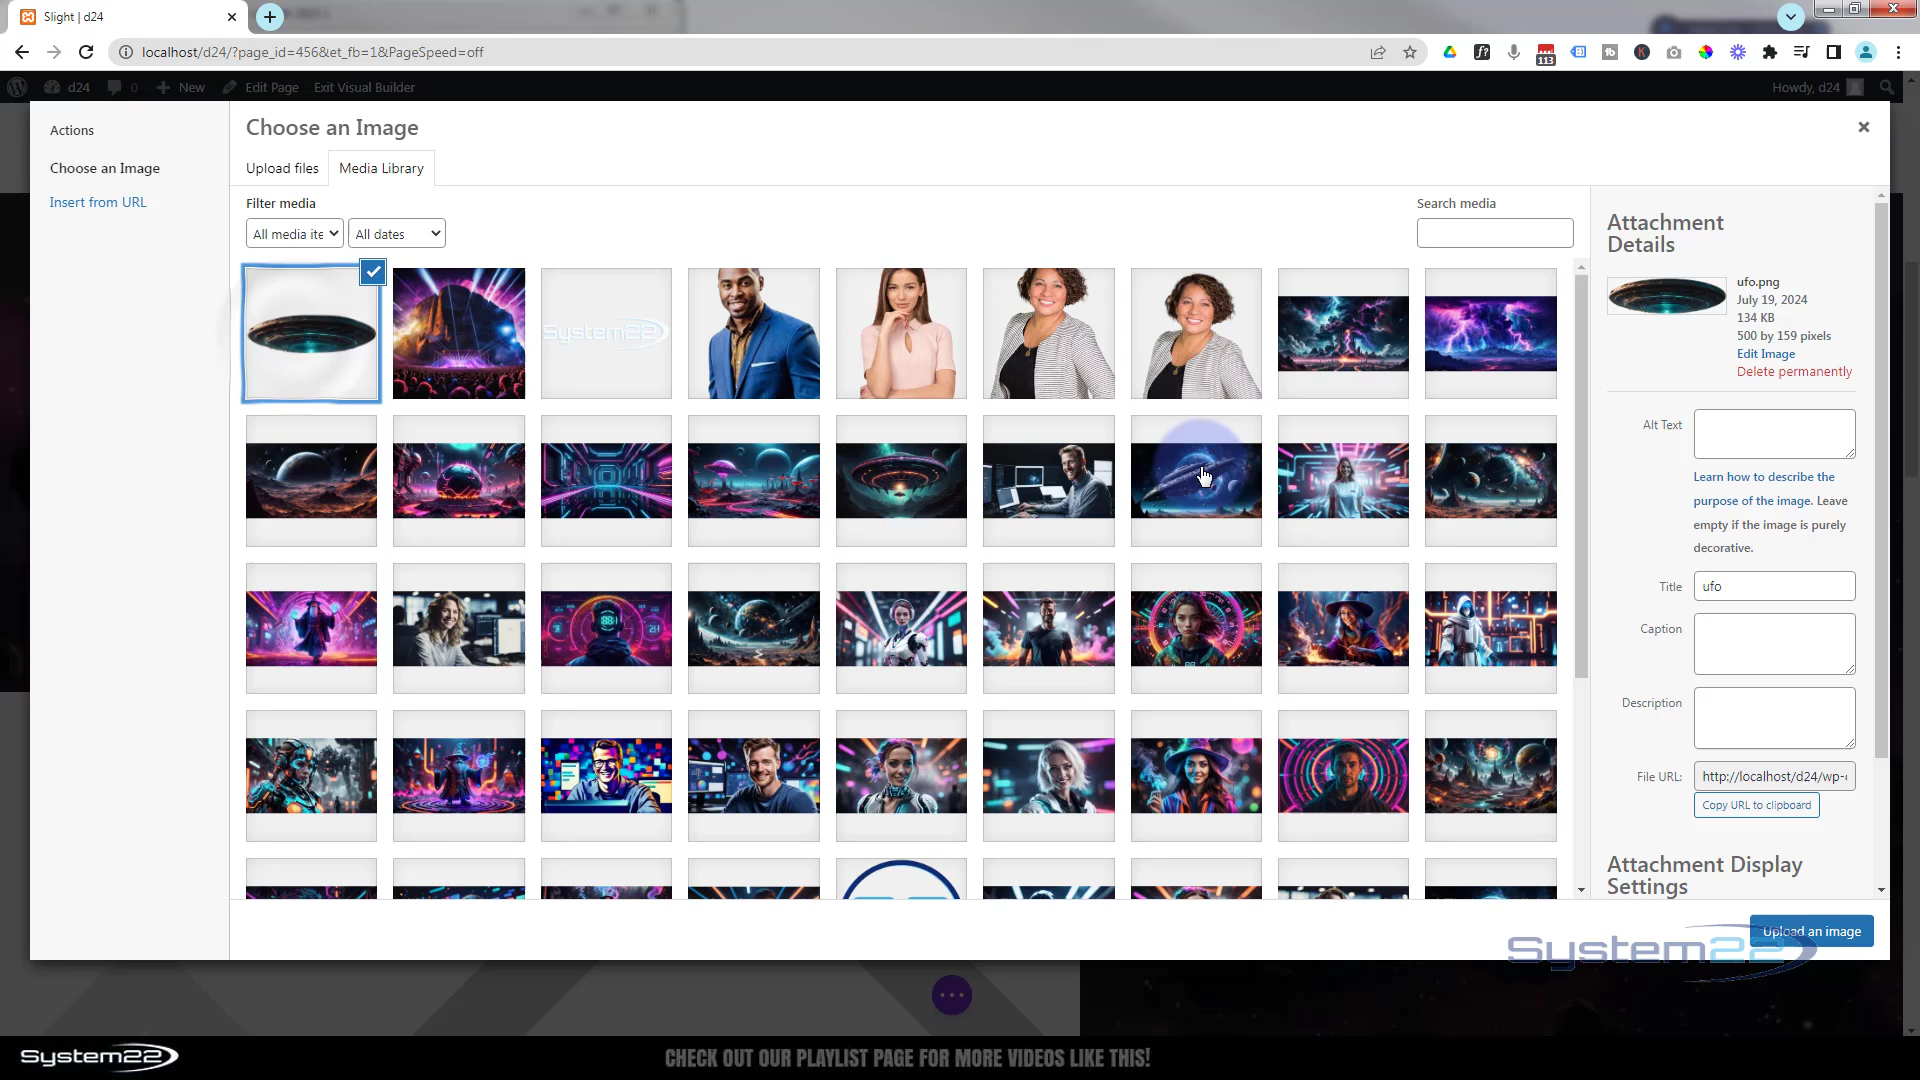 Slight | d24
localhost/d24/?page_id=456&et_fb=1&PageSpeed=off
113
d24
0
New
Edit Page
Exit Visual Builder
Howdy, d24
Actions
Choose an Image
Insert from URL
Choose an Image
Upload files
Media Library
Filter media
All media ite
All dates
Search media
System22
Attachment
Details
ufo.png
July 19, 2024
134 KB
500 by 159 pixels
Edit Image
Delete permanently
Alt Text
Learn how to describe the
purpose of the image. Leave
empty if the image is purely
decorative.
Title
ufo
Caption
Description
File URL:
http://localhost/d24/wp-c
Copy URL to clipboard
Attachment Display
Settings
Upload an image
System22
System22
CHECK OUT OUR PLAYLIST PAGE FOR MORE VIDEOS LIKE THIS!